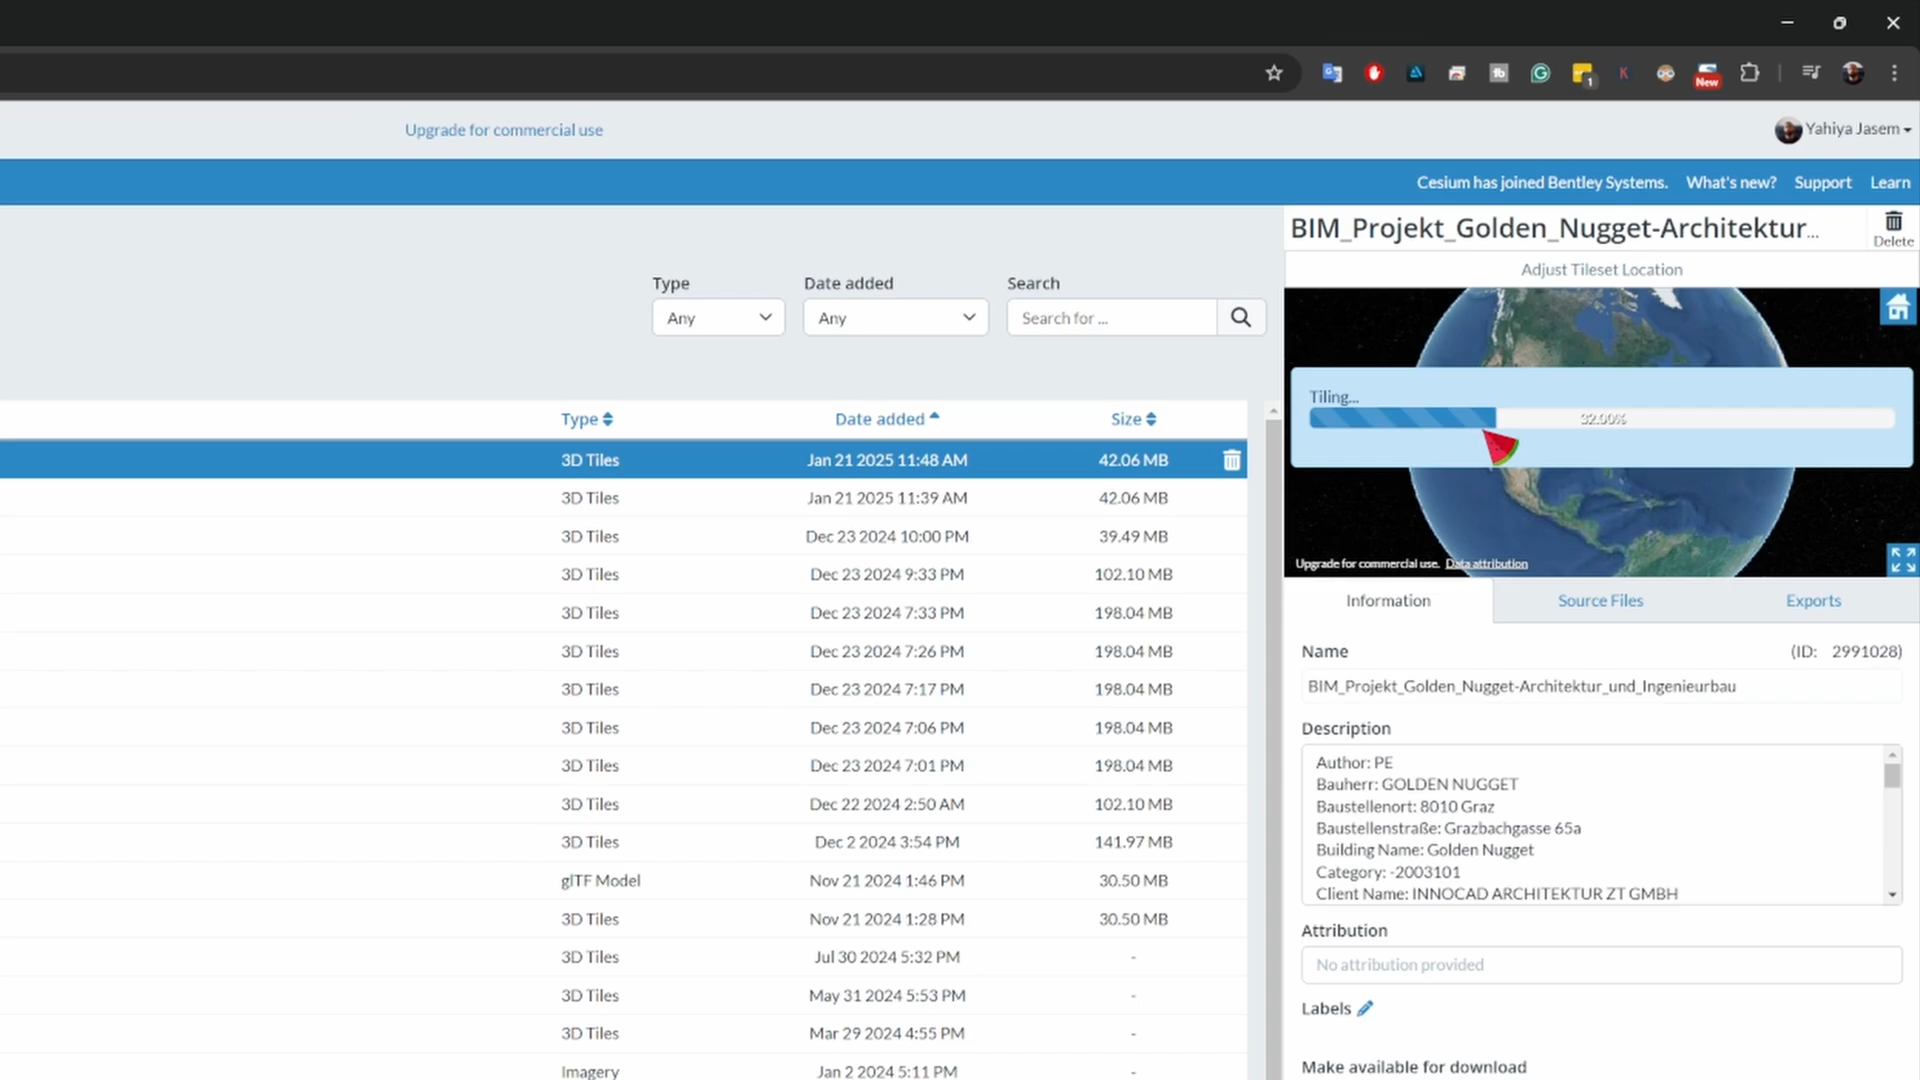 New
1
Upgrade for commercial use
Yahiya Jasem
Cesium has joined Bentley Systems. What's new? Support Learn
BIM_Projekt_Golden_Nugget-Architektur...
Delete
Adjust Tileset Location
Type
Date added
Search
Any
Any
Search for ...
Tiling...
32.00%
Upgrade for commercial use. Data attribution
Type Date added Size
3D Tiles Jan 21 2025 11:48 AM 42.06 MB
3D Tiles Jan 21 2025 11:39 AM 42.06 MB
3D Tiles Dec 23 2024 10:00 PM 39.49 MB
3D Tiles Dec 23 2024 9:33 PM 102.10 MB
3D Tiles Dec 23 2024 7:33 PM 198.04 MB
3D Tiles Dec 23 2024 7:26 PM 198.04 MB
3D Tiles Dec 23 2024 7:17 PM 198.04 MB
3D Tiles Dec 23 2024 7:06 PM 198.04 MB
3D Tiles Dec 23 2024 7:01 PM 198.04 MB
3D Tiles Dec 22 2024 2:50 AM 102.10 MB
3D Tiles Dec 2 2024 3:54 PM 141.97 MB
glTF Model Nov 21 2024 1:46 PM 30.50 MB
3D Tiles Nov 21 2024 1:28 PM 30.50 MB
3D Tiles Jul 30 2024 5:32 PM -
3D Tiles May 31 2024 5:53 PM -
3D Tiles Mar 29 2024 4:55 PM -
Imagery Jan 2 2024 5:11 PM -
Information Source Files Exports
Name (ID: 2991028)
BIM_Projekt_Golden_Nugget-Architektur_und_Ingenieurbau
Description
Author: PE
Bauherr: GOLDEN NUGGET
Baustellenort: 8010 Graz
Baustellenstraße: Grazbachgasse 65a
Building Name: Golden Nugget
Category: -2003101
Client Name: INNOCAD ARCHITEKTUR ZT GMBH
Attribution
No attribution provided
Labels
Make available for download